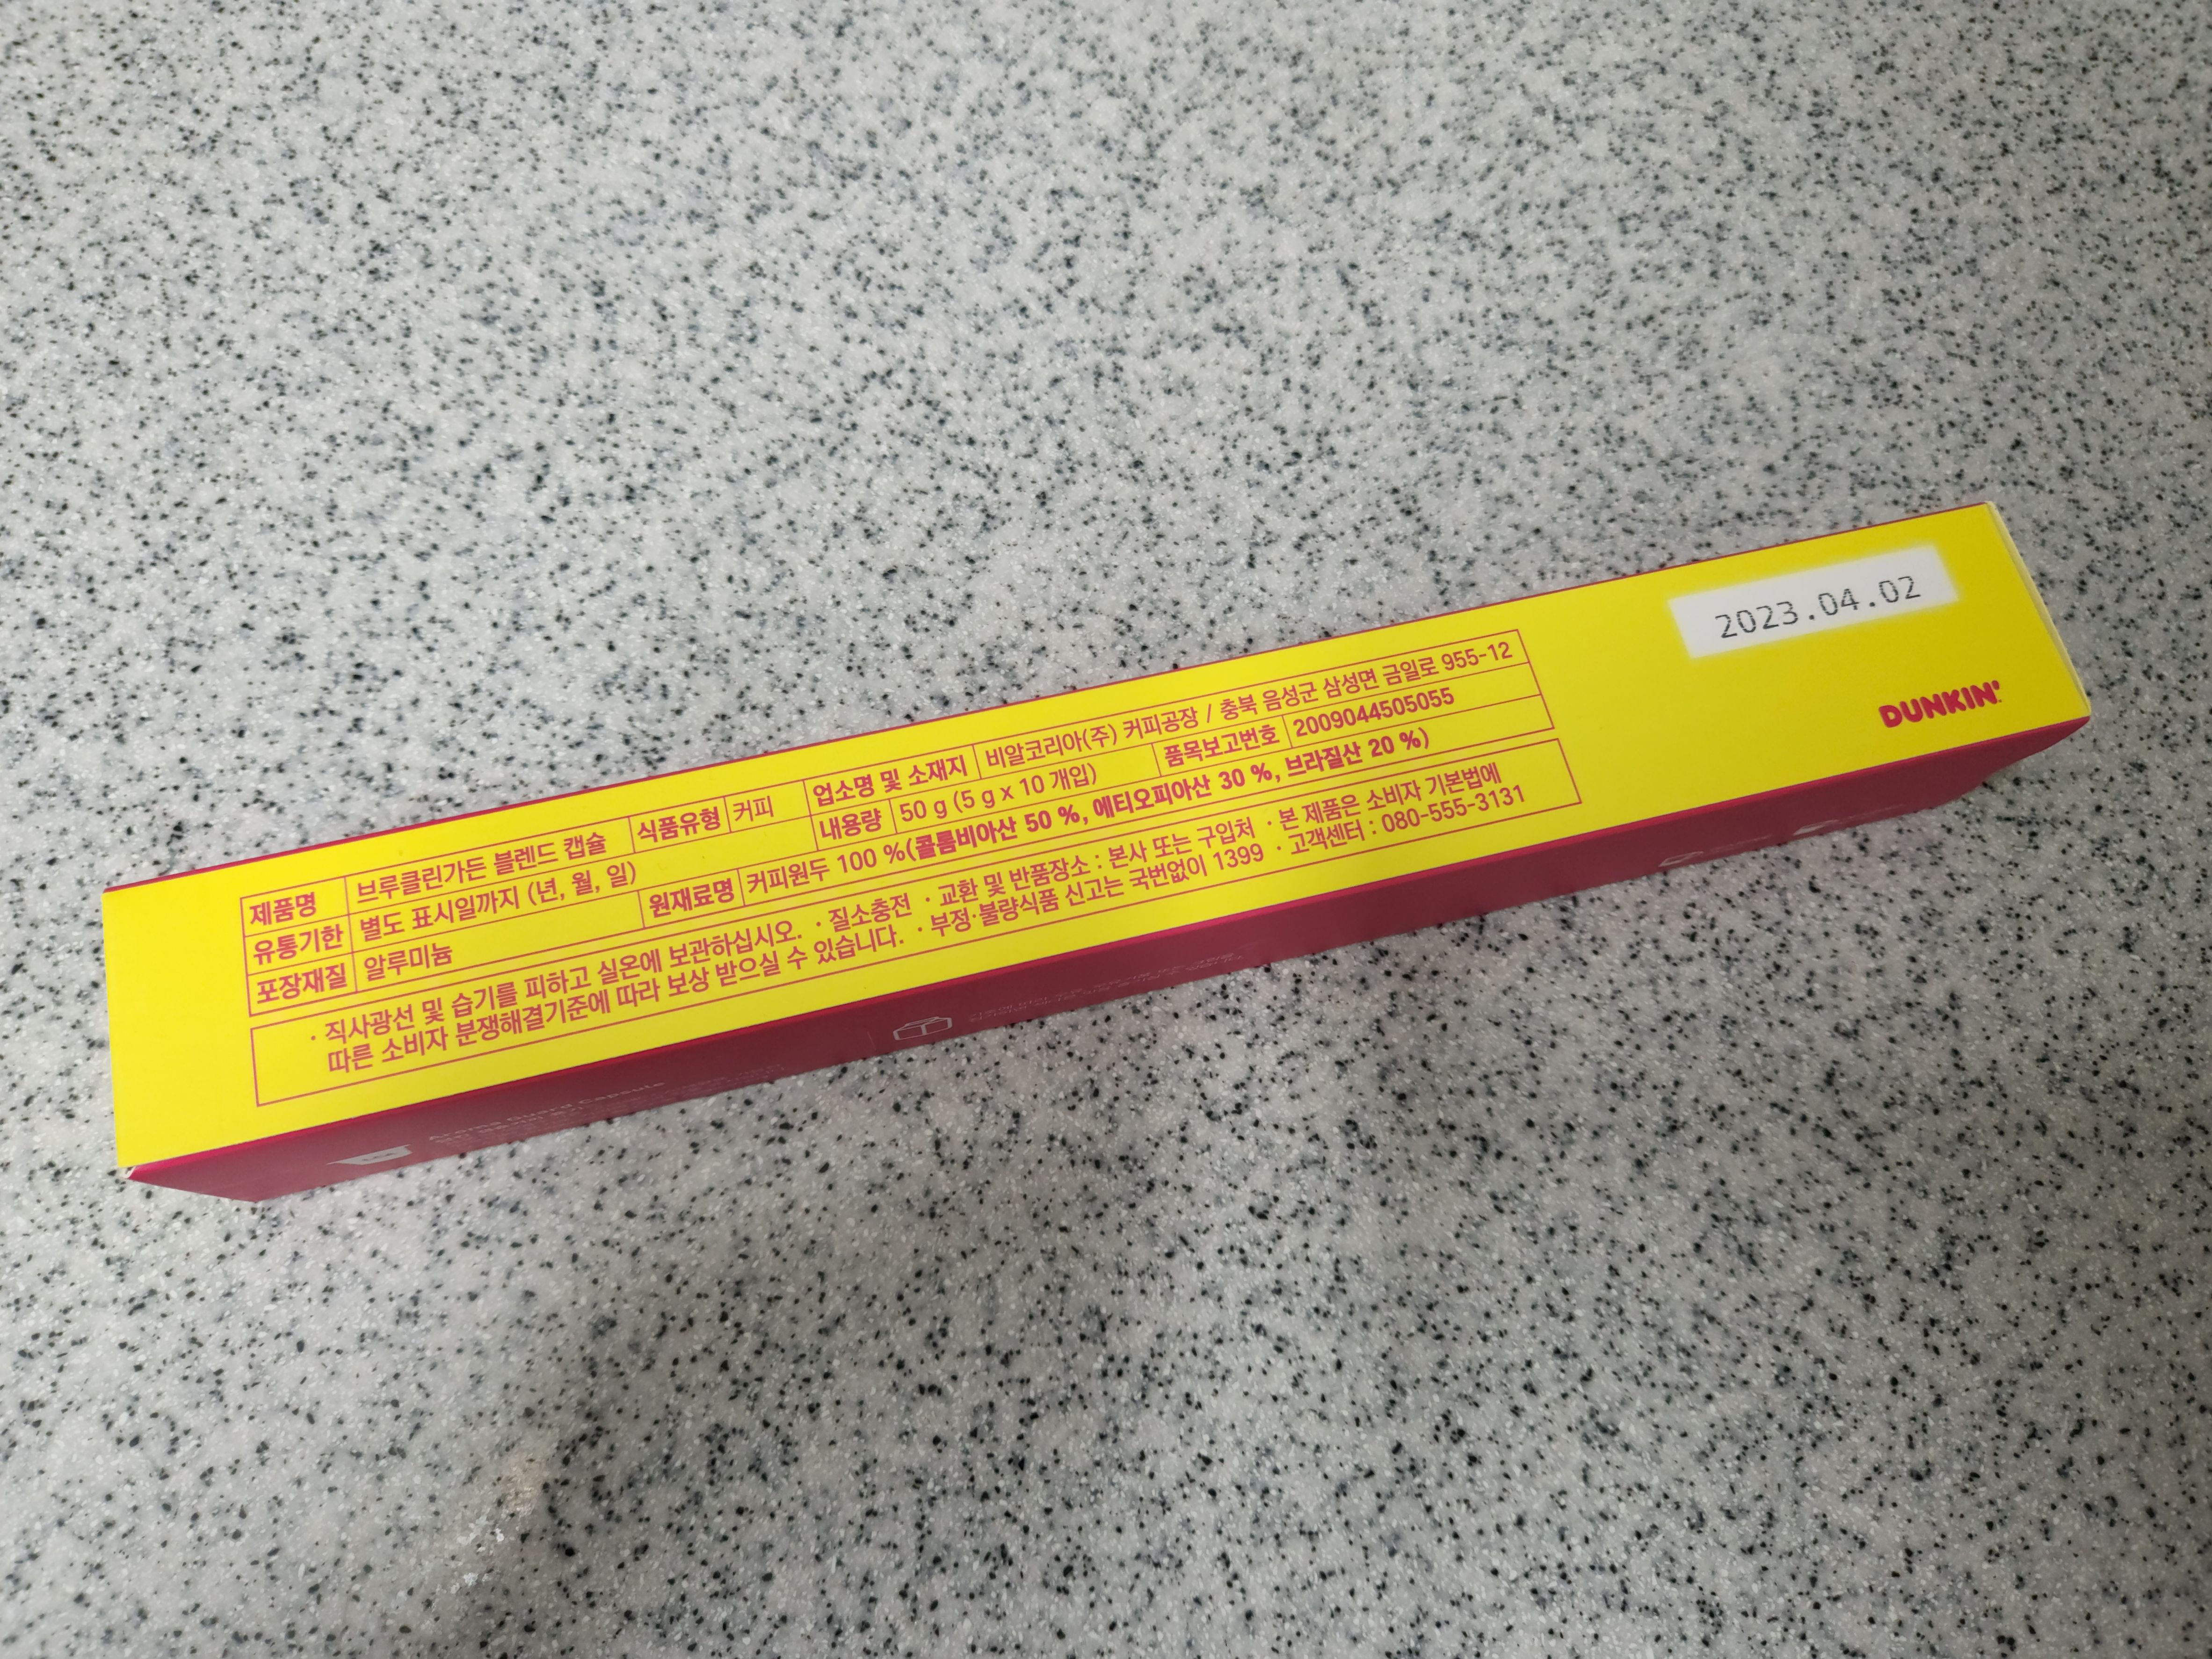 2023.04.02
DUNKIN'
제품명 브루클린가든 블렌드 캡슐 식품유형 커피 업소명 및 소재지 비알코리아(주) 커피공장 / 충북 음성군 삼성면 금일로 955-12
유통기한 별도 표시일까지 (년, 월, 일) 내용량 50 g (5 g x 10 개입) 품목보고번호 2009044505055
포장재질 알루미늄 원재료명 커피원두 100 %(콜롬비아산 50 %, 에티오피아산 30 %, 브라질산 20 %)
· 직사광선 및 습기를 피하고 실온에 보관하십시오. · 질소충전 · 교환 및 반품장소 : 본사 또는 구입처 · 본 제품은 소비자 기본법에
따른 소비자 분쟁해결기준에 따라 보상 받으실 수 있습니다. · 부정·불량식품 신고는 국번없이 1399 · 고객센터 : 080-555-3131
Aroma Guard Capsule